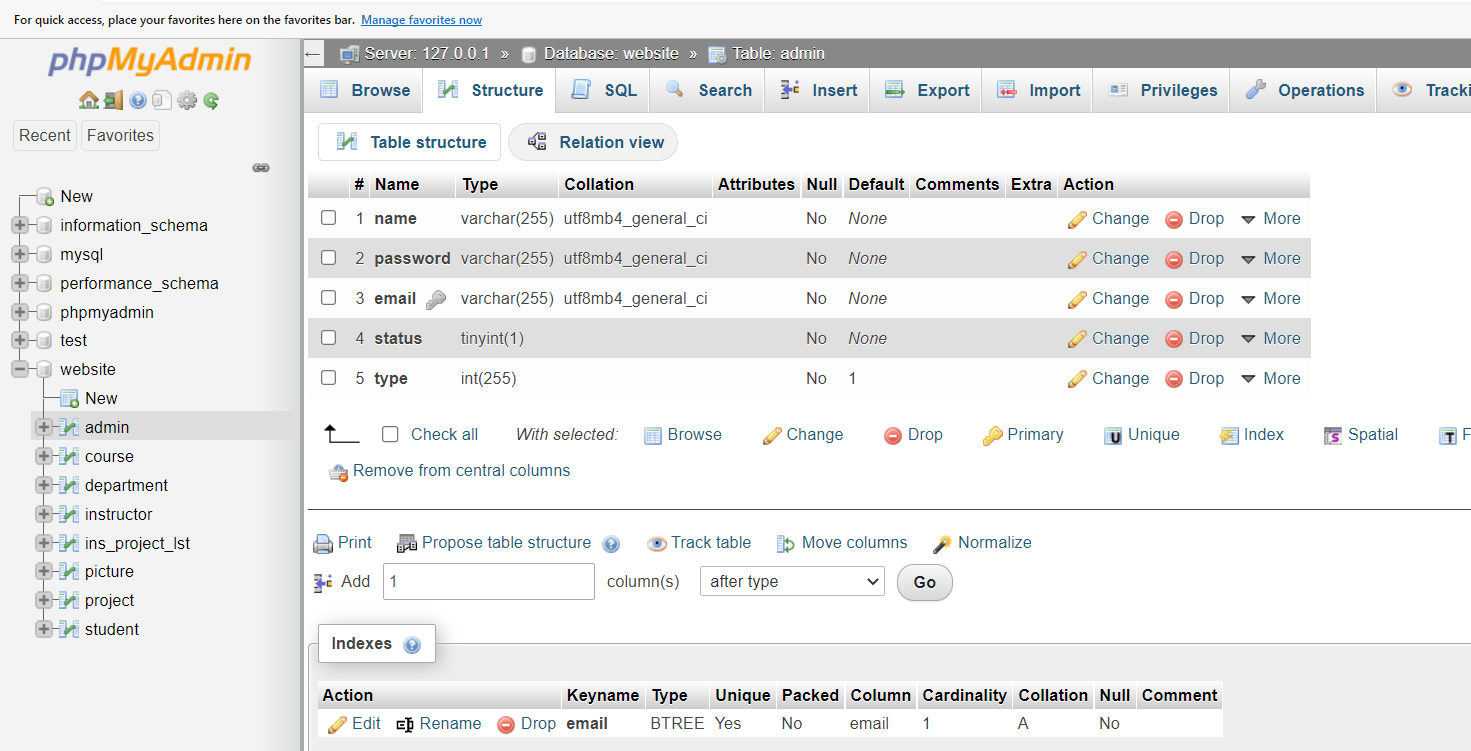 For quick access, place your favorites here on the favorites bar. Manage favorites now
phpMyAdmin
Recent Favorites
New
information_schema
mysql
performance_schema
phpmyadmin
test
website
New
admin
course
department
instructor
ins_project_lst
picture
project
student
Server: 127.0.0.1 » Database: website » Table: admin
Browse Structure SQL Search Insert Export Import Privileges Operations Tracki
Table structure Relation view
# Name Type Collation Attributes Null Default Comments Extra Action
1 name varchar(255) utf8mb4_general_ci No None Change Drop More
2 password varchar(255) utf8mb4_general_ci No None Change Drop More
3 email varchar(255) utf8mb4_general_ci No None Change Drop More
4 status tinyint(1) No None Change Drop More
5 type int(255) No 1 Change Drop More
Check all With selected: Browse Change Drop Primary Unique Index Spatial F
Remove from central columns
Print Propose table structure Track table Move columns Normalize
Add 1 column(s) after type Go
Indexes
Action Keyname Type Unique Packed Column Cardinality Collation Null Comment
Edit Rename Drop email BTREE Yes No email 1 A No